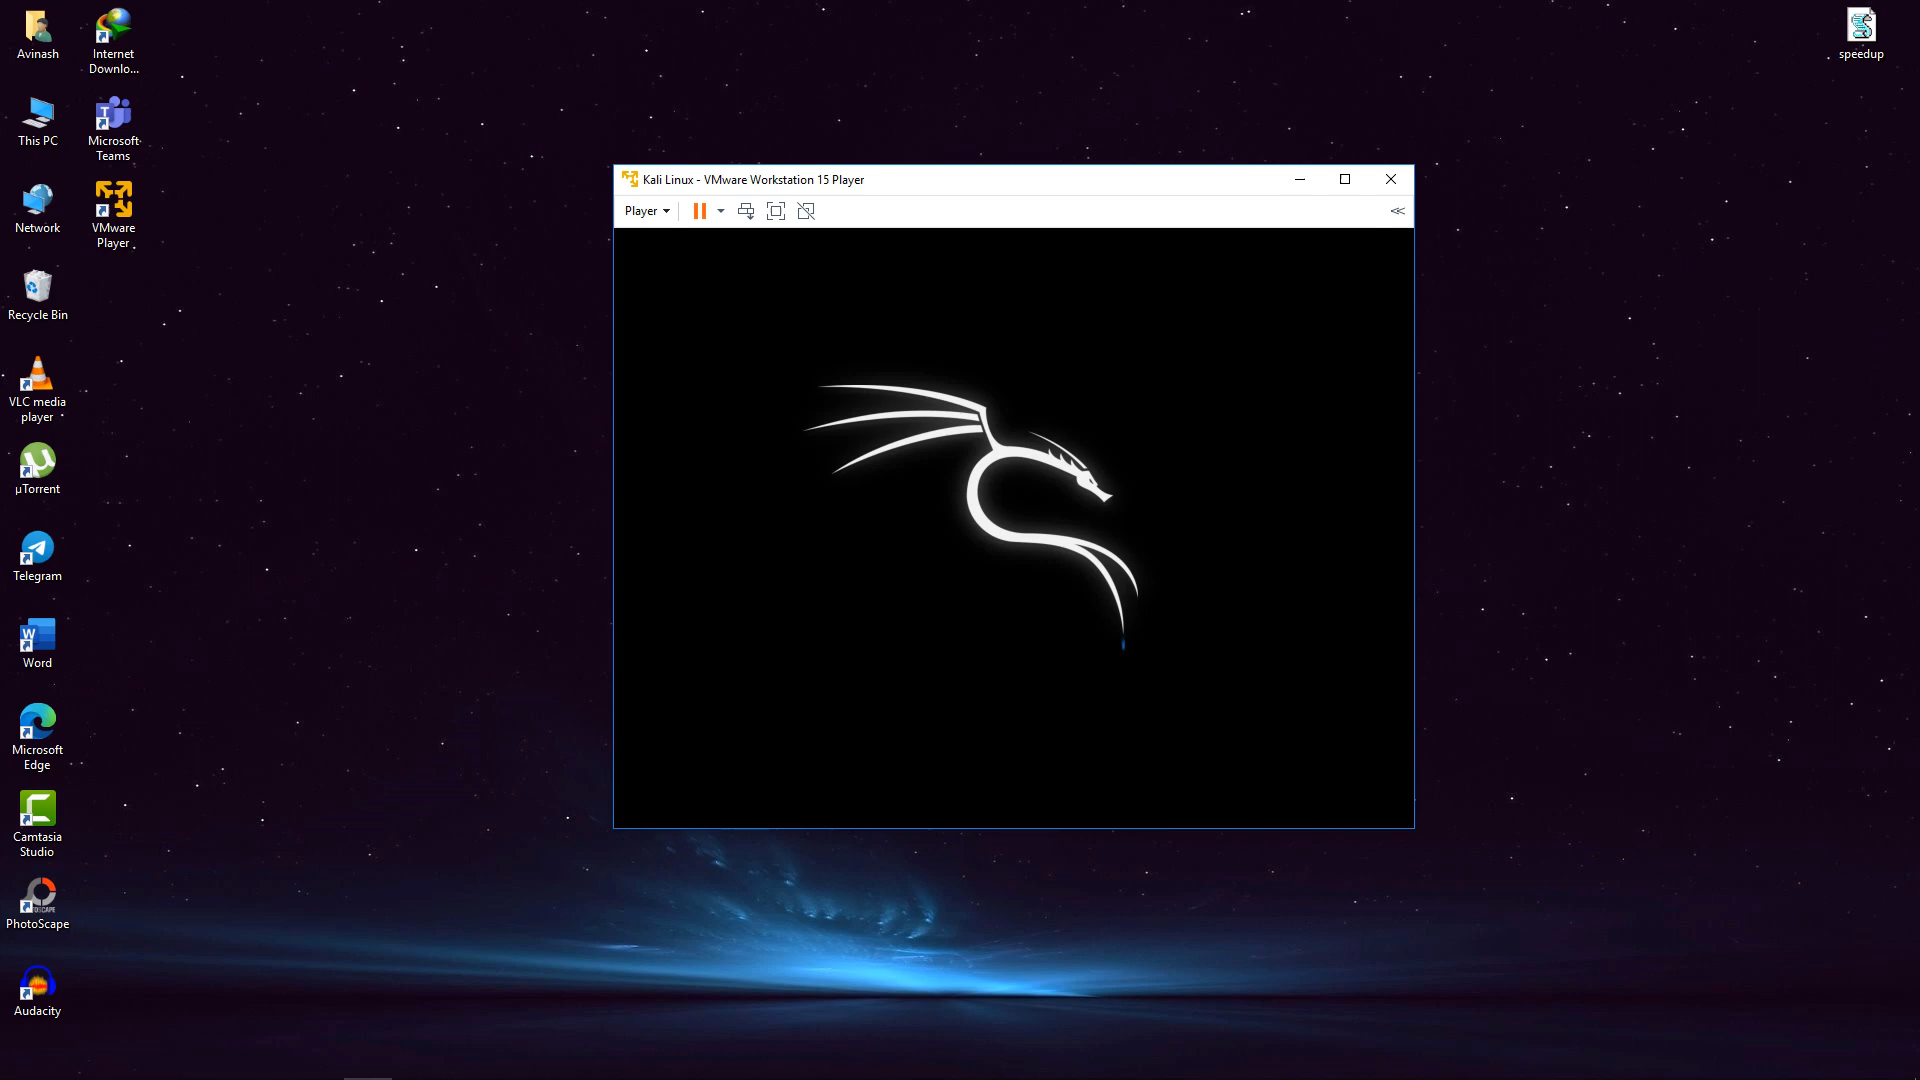 Avinash
Internet
Downlo...
This PC
Microsoft
Teams
Network
VMware
Player
Recycle Bin
VLC media
player
µTorrent
Telegram
Word
Microsoft
Edge
Camtasia
Studio
PhotoScape
Audacity
speedup
Kali Linux - VMware Workstation 15 Player
Player